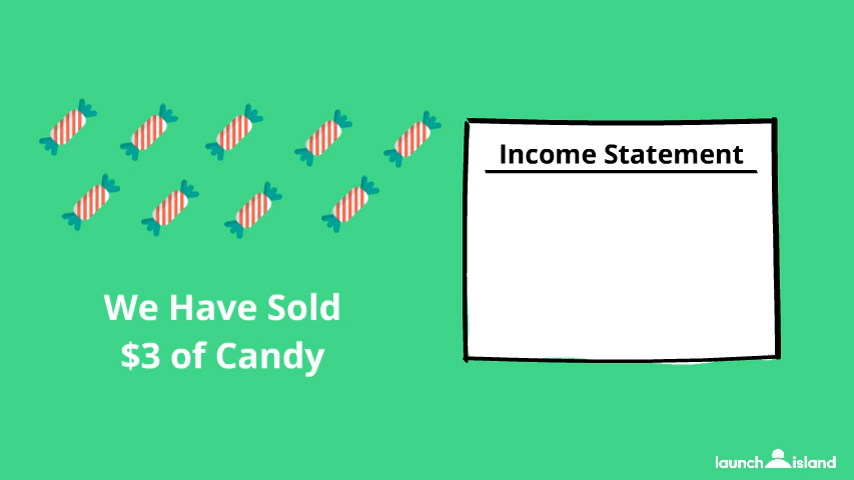 Income Statement
We Have Sold
$3 of Candy
launch island